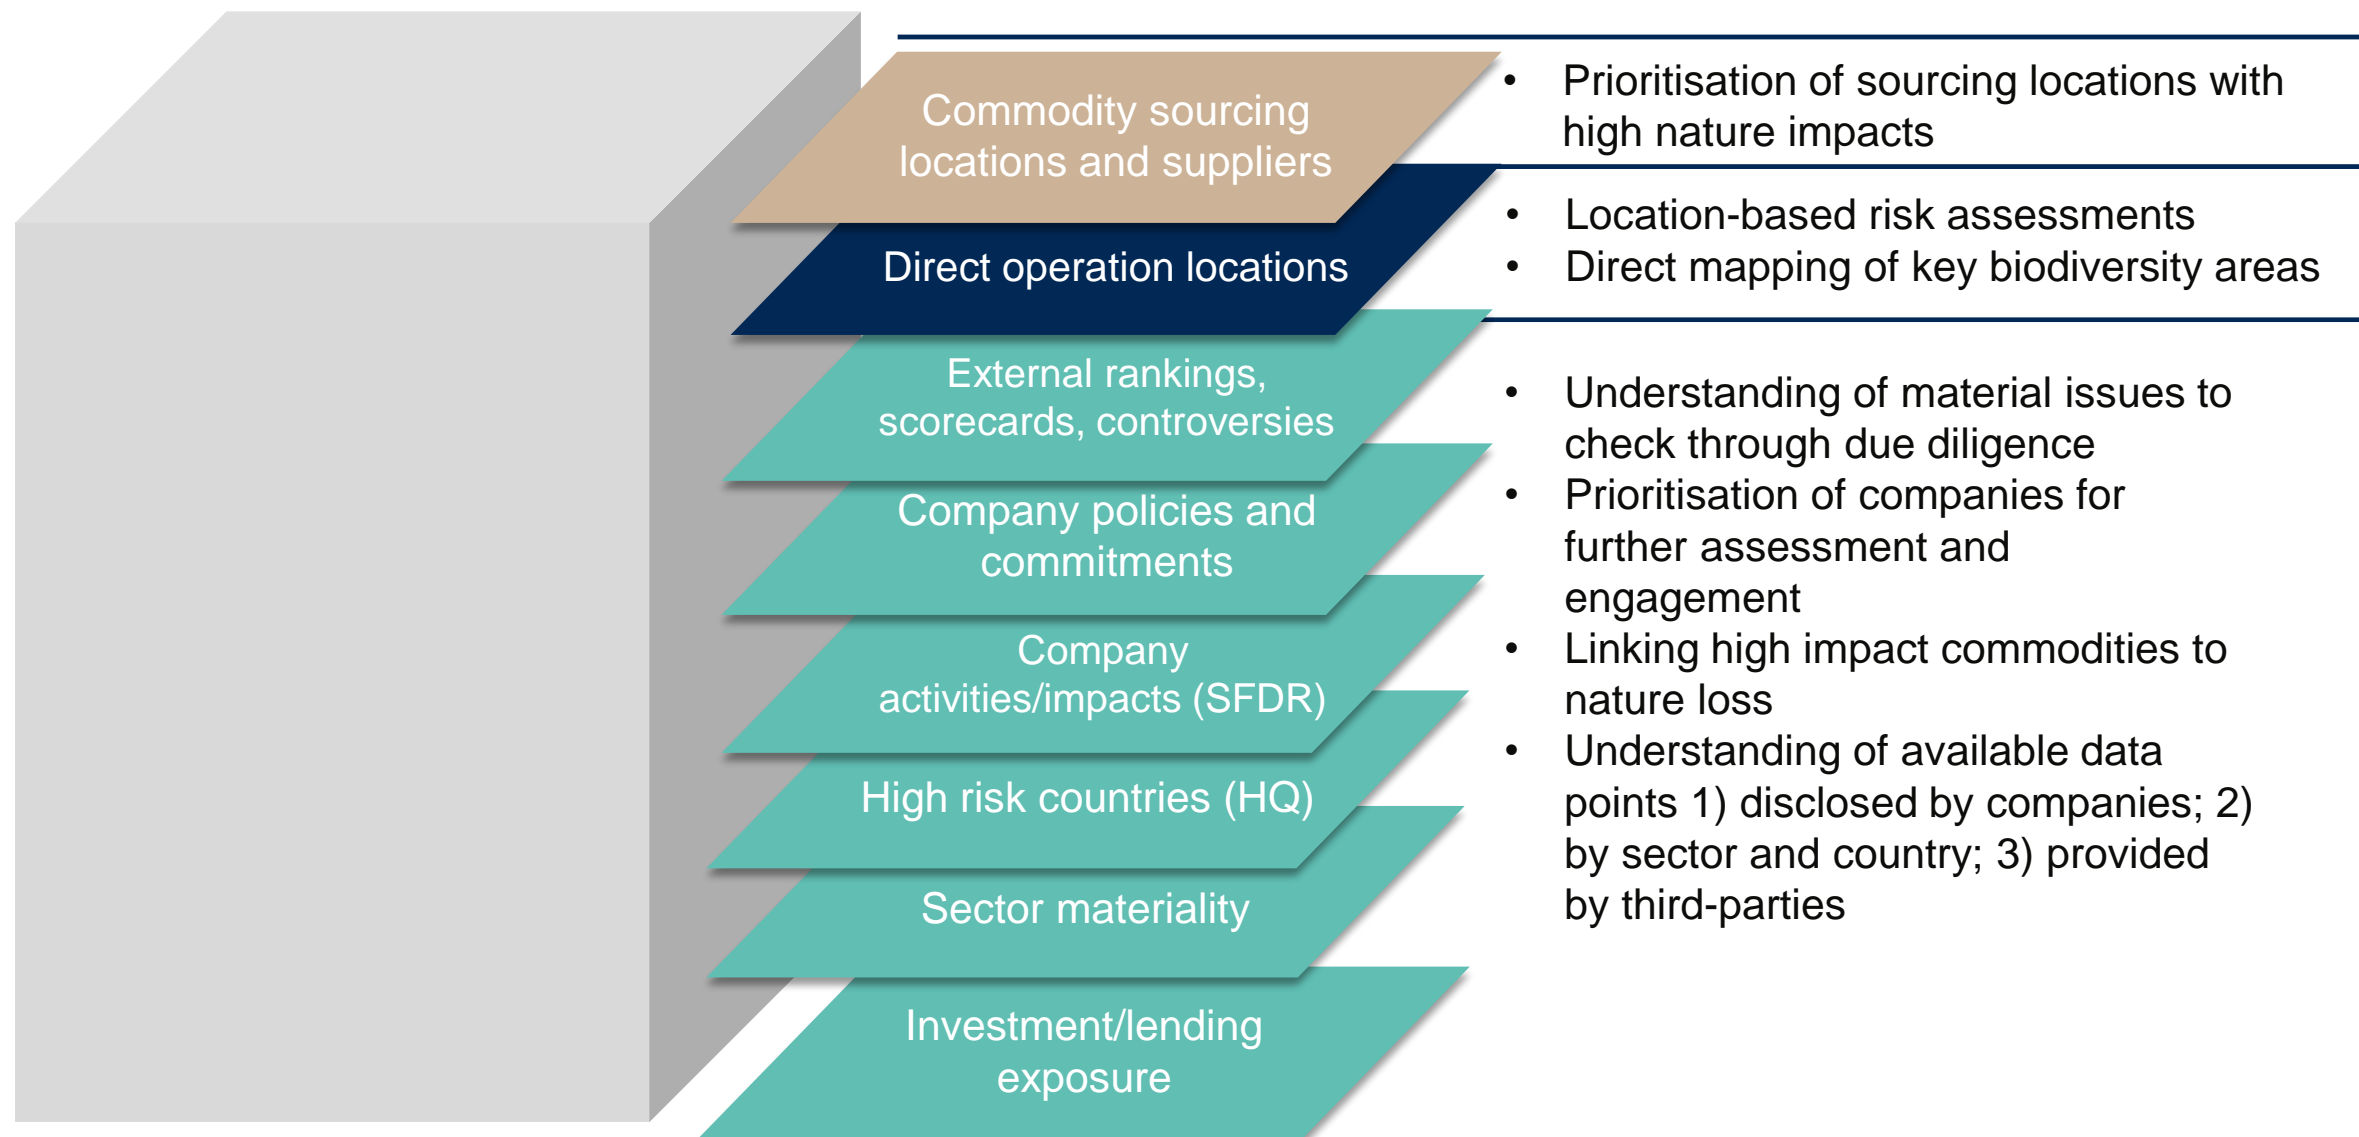 Commodity sourcing
locations and suppliers
• Prioritisation of sourcing locations with
high nature impacts
Direct operation locations
• Location-based risk assessments
• Direct mapping of key biodiversity areas
External rankings,
scorecards, controversies
Company policies and
commitments
Company
activities/impacts (SFDR)
High risk countries (HQ)
Sector materiality
Investment/lending
exposure
• Understanding of material issues to
check through due diligence
• Prioritisation of companies for
further assessment and
engagement
• Linking high impact commodities to
nature loss
• Understanding of available data
points 1) disclosed by companies; 2)
by sector and country; 3) provided
by third-parties